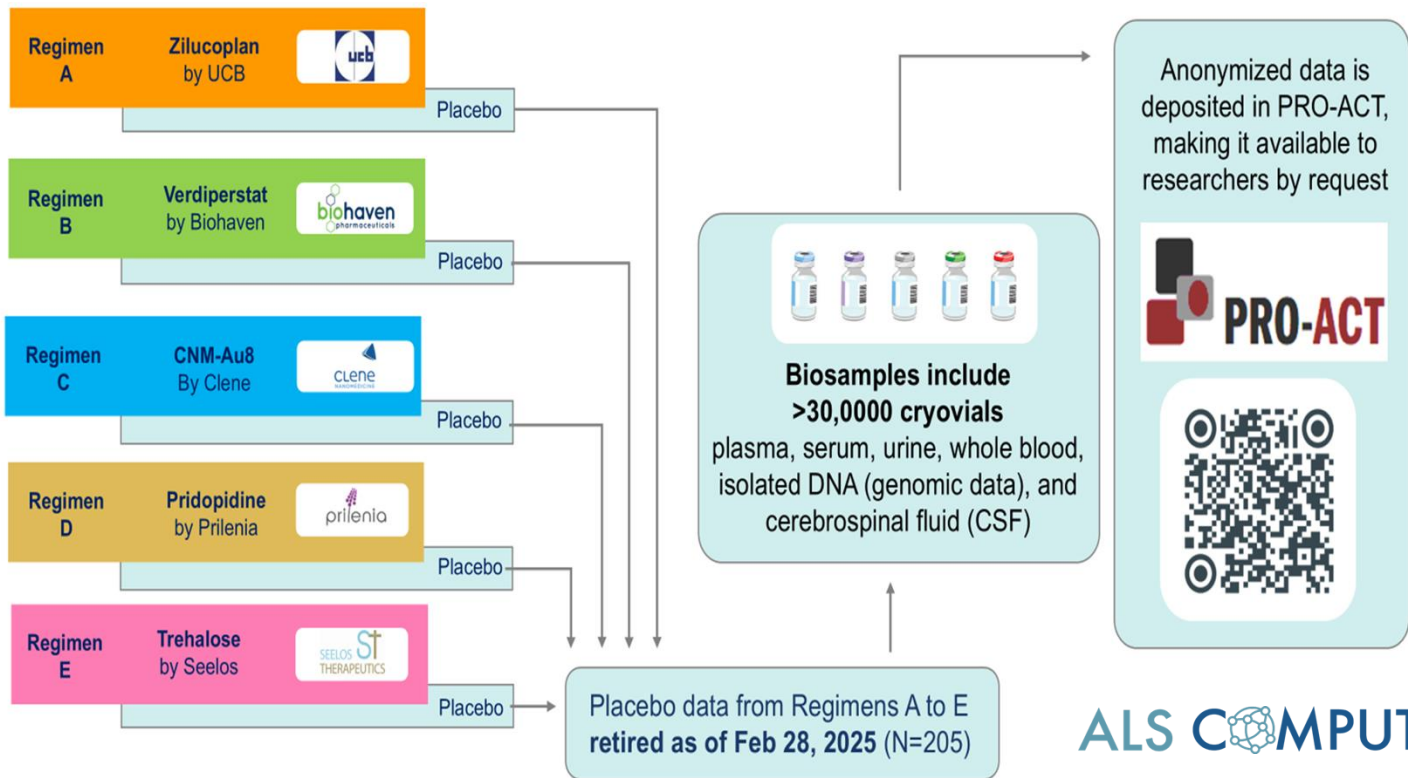 Regimen
A
Zilucoplan
by UCB
ucb
Placebo
Regimen
B
Verdiperstat
by Biohaven
biohaven
pharmaceuticals
Placebo
Regimen
C
CNM-Au8
By Clene
CLENE
NANOMEDICINE
Placebo
Regimen
D
Pridopidine
by Prilenia
prilenia
Placebo
Regimen
E
Trehalose
by Seelos
SEELOS ST
THERAPEUTICS
Placebo
Placebo data from Regimens A to E
retired as of Feb 28, 2025 (N=205)
Biosamples include
>30,0000 cryovials
plasma, serum, urine, whole blood,
isolated DNA (genomic data), and
cerebrospinal fluid (CSF)
Anonymized data is
deposited in PRO-ACT,
making it available to
researchers by request
PRO-ACT
ALS COMPUT